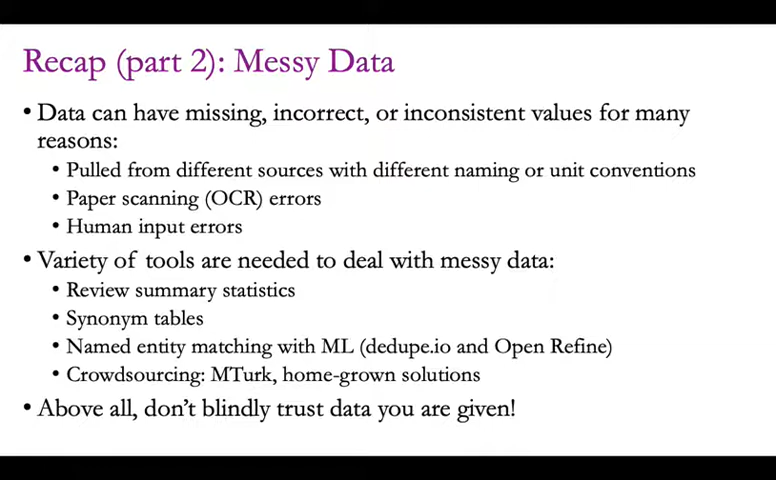 Recap (part 2): Messy Data
• Data can have missing, incorrect, or inconsistent values for many
reasons:
• Pulled from different sources with different naming or unit conventions
• Paper scanning (OCR) errors
• Human input errors
• Variety of tools are needed to deal with messy data:
• Review summary statistics
• Synonym tables
• Named entity matching with ML (dedupe.io and Open Refine)
• Crowdsourcing: MTurk, home-grown solutions
• Above all, don’t blindly trust data you are given!